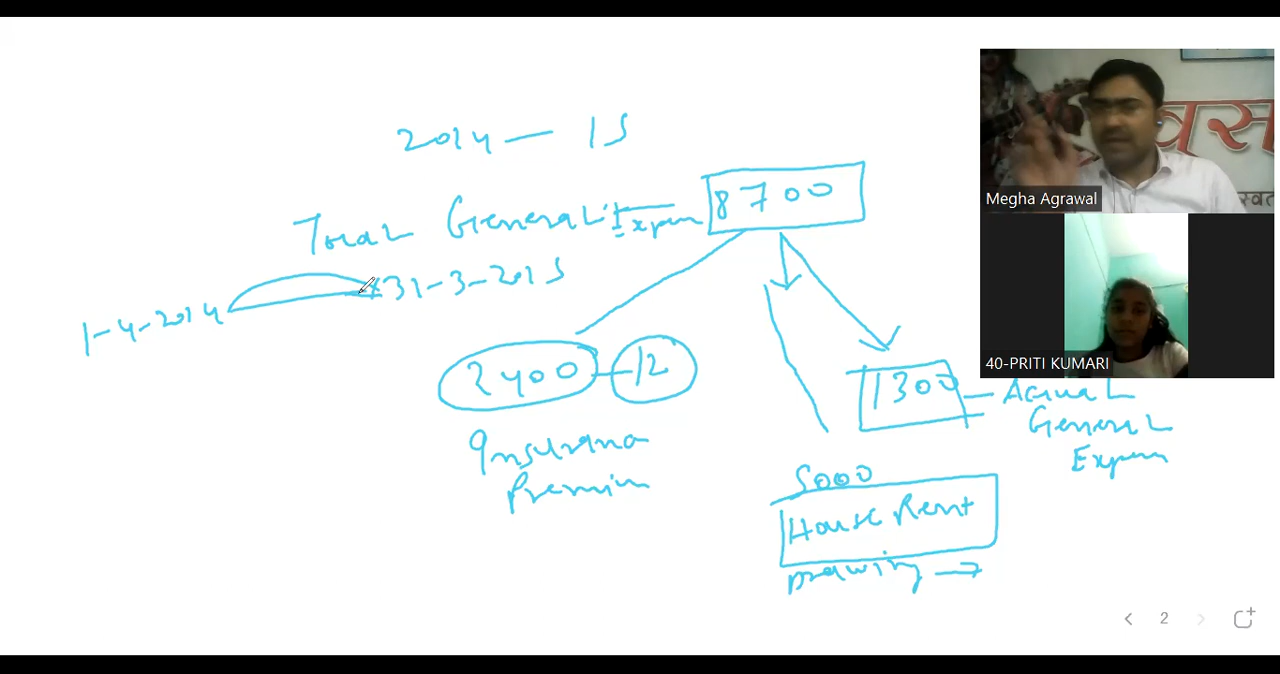 2014 — 15
Total General Expen 8700
1-4-2014 31-3-2015
2400 — 12
Insurana
Premium
1300 — Actual
General
Expen
5000
House Rent
Drawing →
Megha Agrawal
40-PRITI KUMARI
2